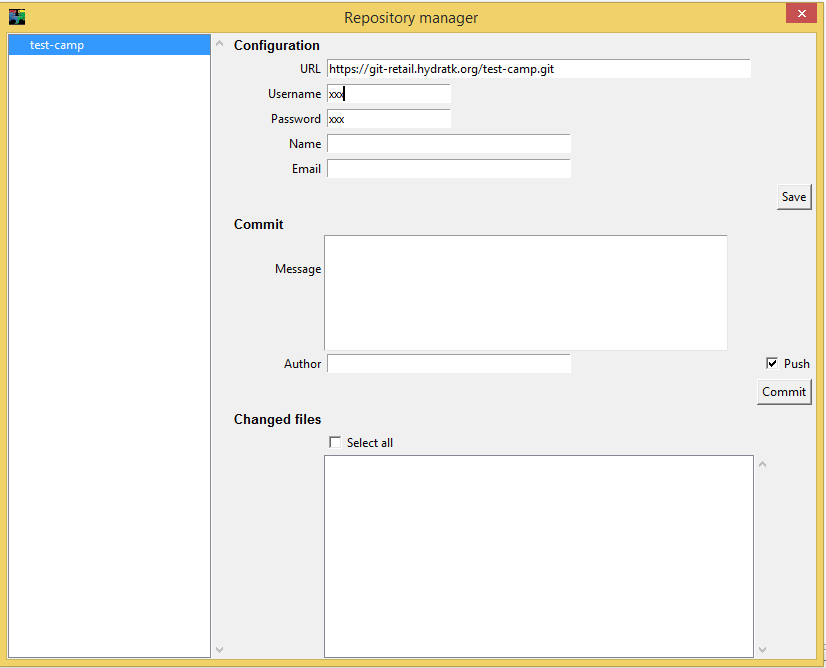 Repository manager
test-camp
Configuration
URL https://git-retail.hydratk.org/test-camp.git
Username xxx
Password xxx
Name
Email
Save
Commit
Message
Author
Push
Commit
Changed files
Select all